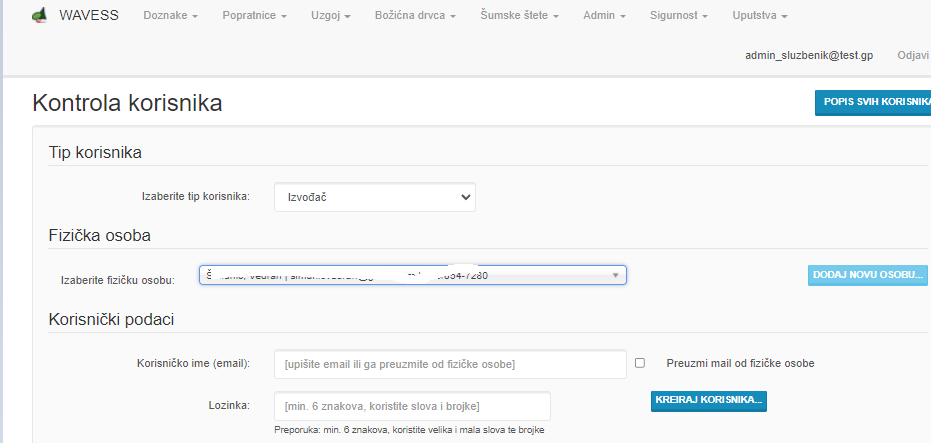 WAVESS Doznake Popratnice Uzgoj Božićna drvca Šumske štete Admin Sigurnost Uputstva
admin_sluzbenik@test.gp Odjavi
Kontrola korisnika POPIS SVIH KORISNIKA
Tip korisnika
Izaberite tip korisnika: Izvođač
Fizička osoba
Izaberite fizičku osobu: 7280 DODAJ NOVU OSOBU...
Korisnički podaci
Korisničko ime (email): [upišite email ili ga preuzmite od fizičke osobe] Preuzmi mail od fizičke osobe
Lozinka: [min. 6 znakova, koristite slova i brojke] KREIRAJ KORISNIKA...
Preporuka: min. 6 znakova, koristite velika i mala slova te brojke